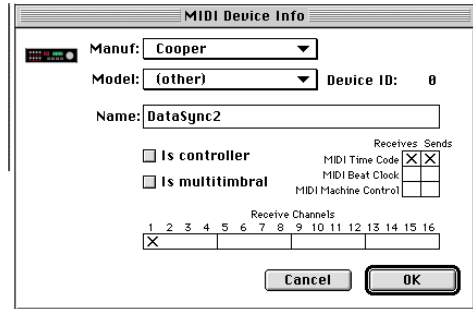 MIDI Device Info
Manuf: Cooper
Model: (other) Device ID: 0
Name: DataSync2
Receives Sends
Is controller
MIDI Time Code
MIDI Beat Clock
Is multitimbral
MIDI Machine Control
Receive Channels
1 2 3 4 5 6 7 8 9 10 11 12 13 14 15 16
Cancel OK